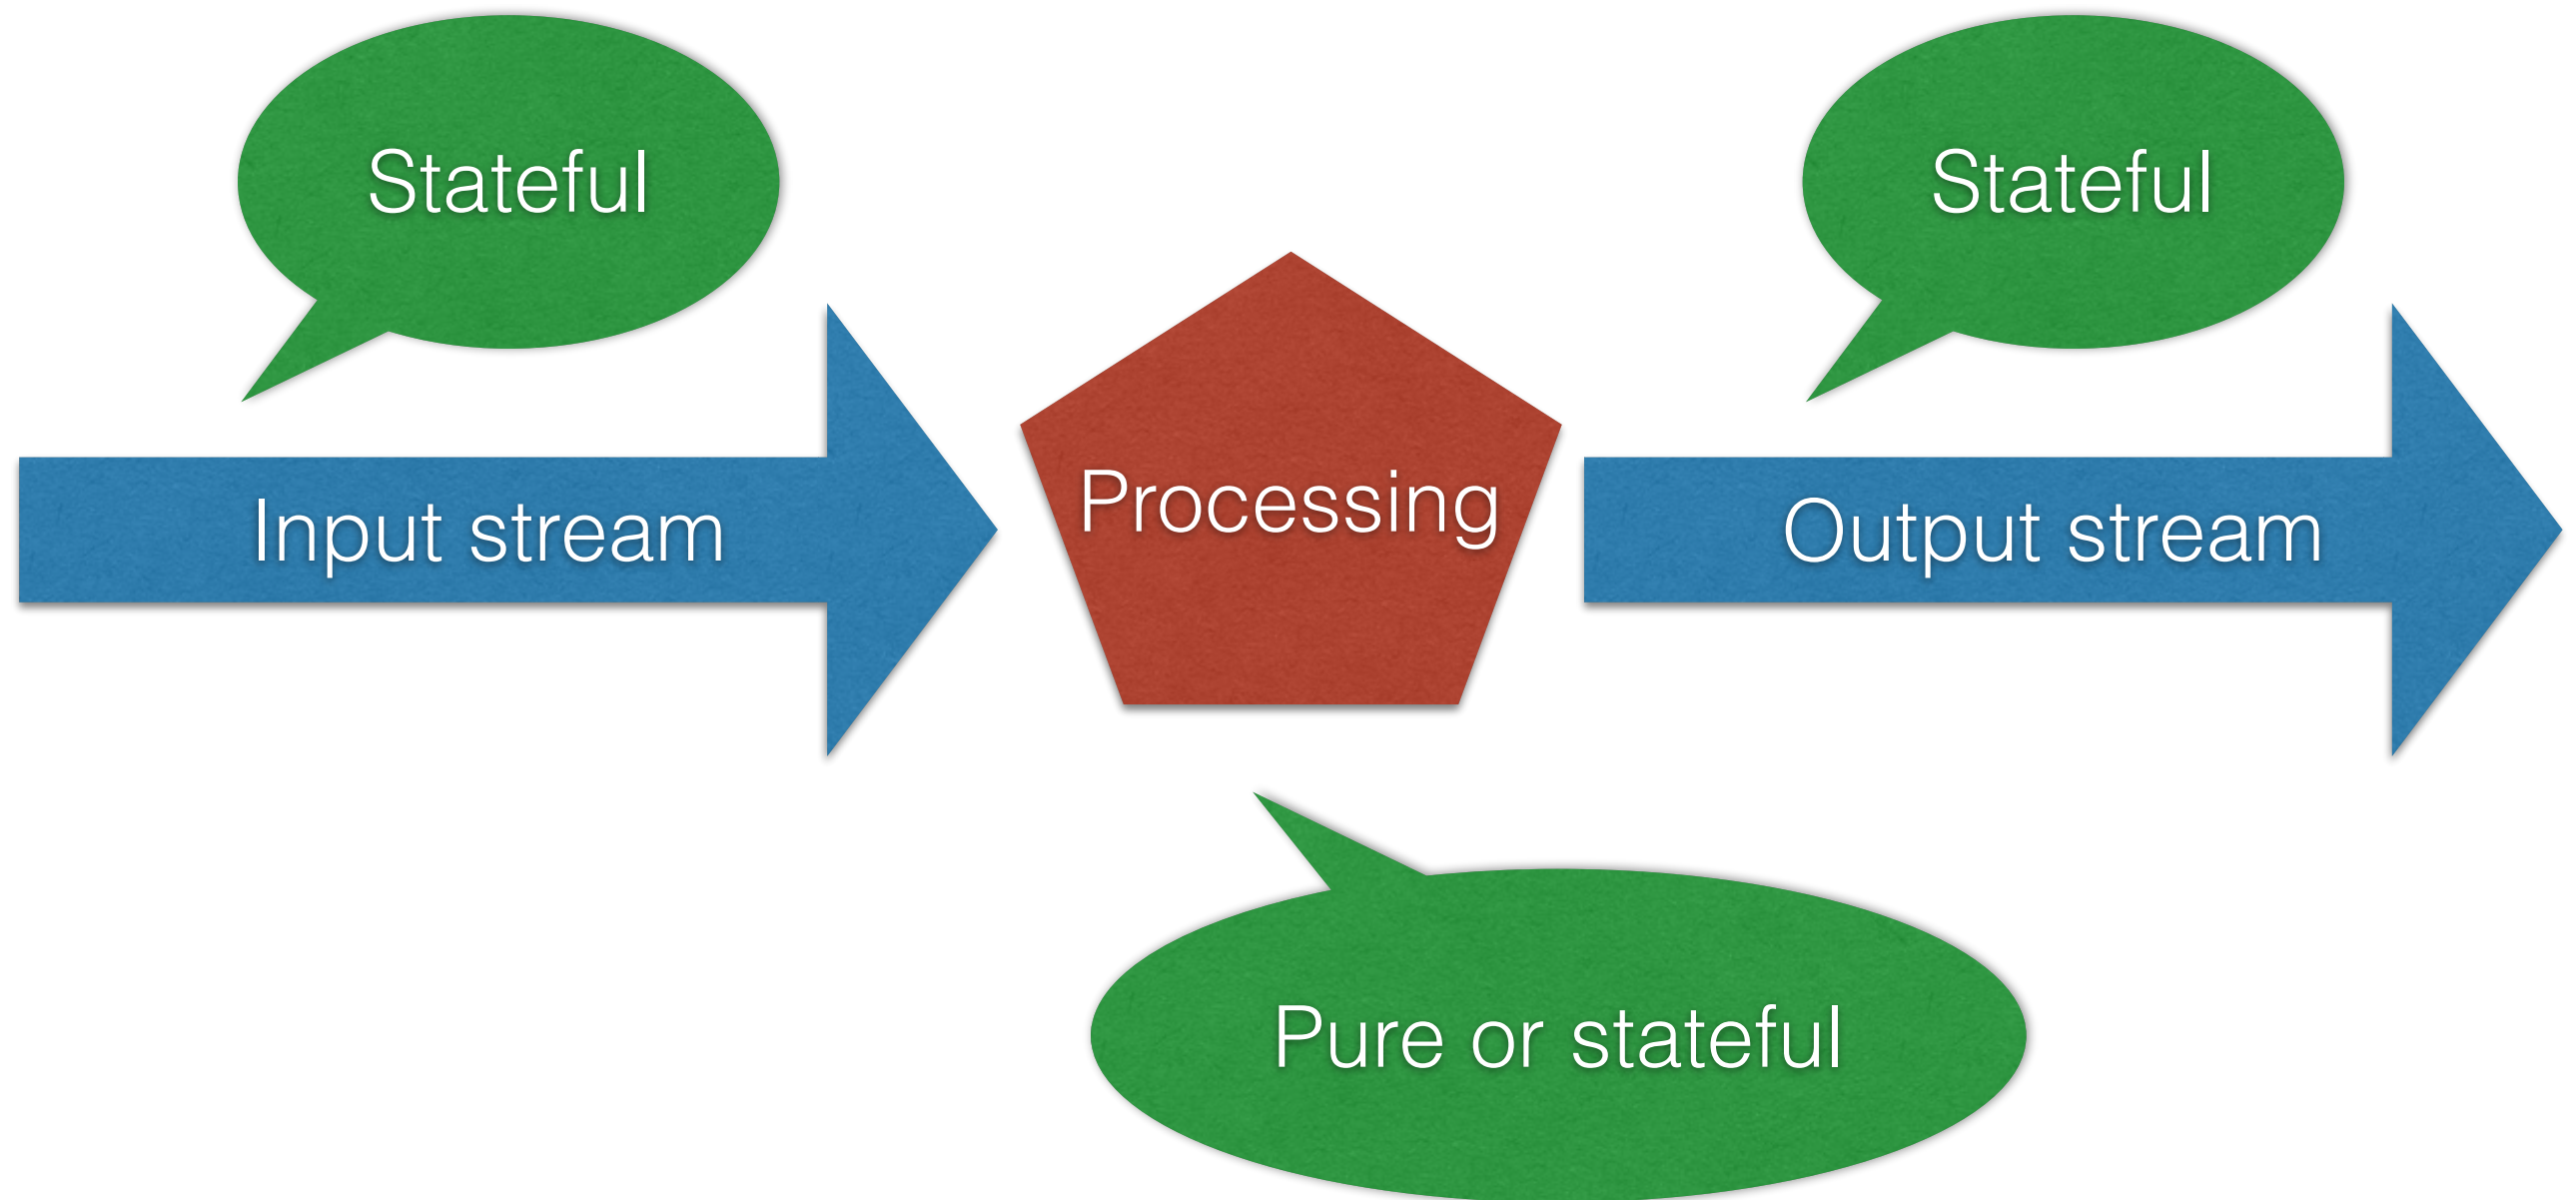 Stateful
Stateful
Input stream
Processing
Output stream
Pure or stateful